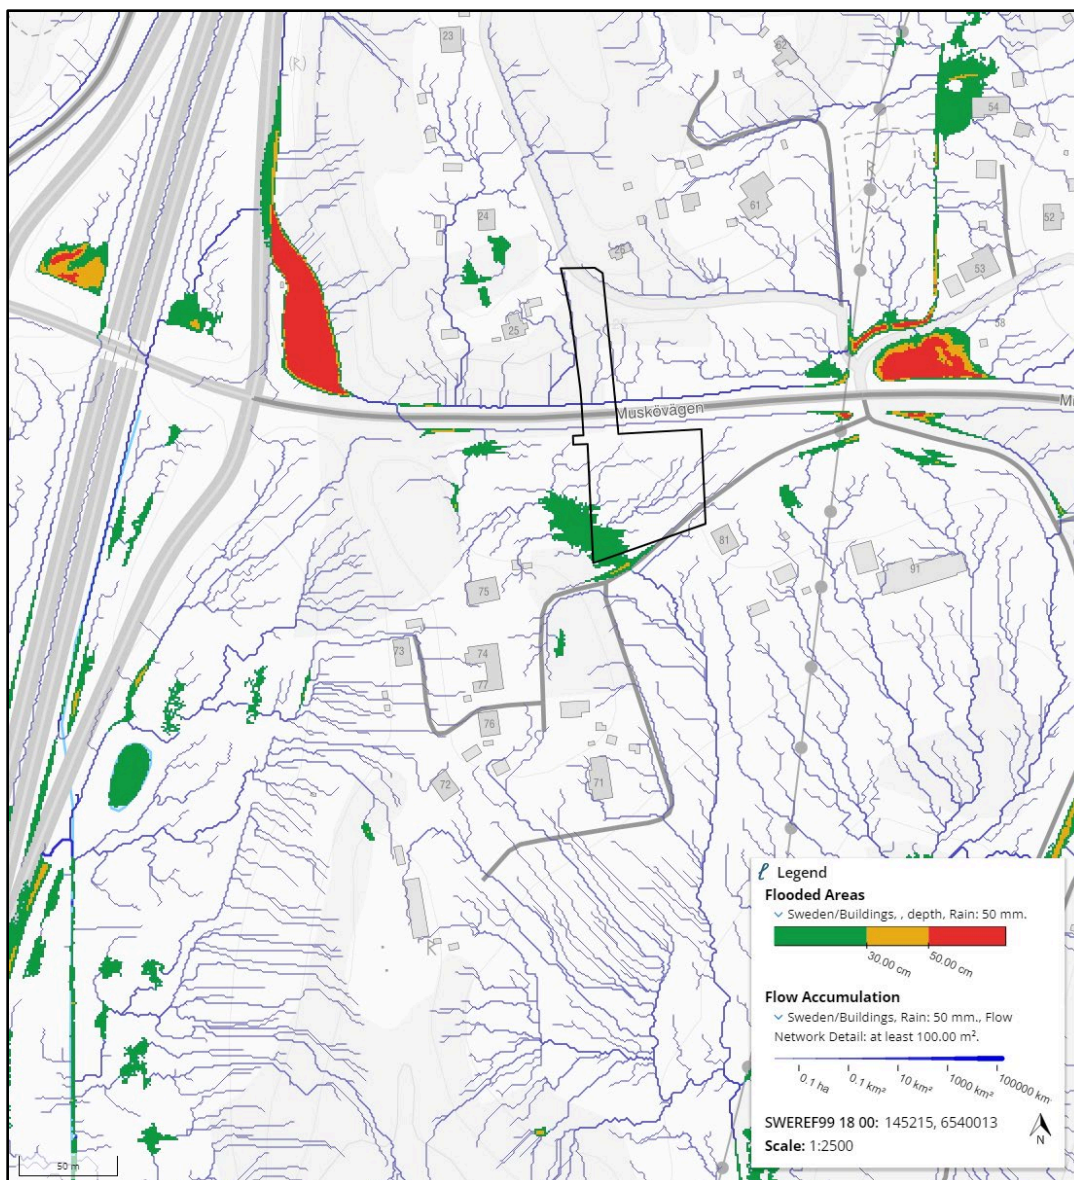 23
(R)
62
54
61
52
24
26
53
25
58
Muskövägen
81
91
75
73
74
77
76
72
71
Legend
Flooded Areas
Sweden/Buildings, , depth, Rain: 50 mm.
30.00 cm
50.00 cm
Flow Accumulation
Sweden/Buildings, Rain: 50 mm., Flow
Network Detail: at least 100.00 m².
0.1 ha
0.1 km²
10 km²
1000 km²
100000 km
SWEREF99 18 00: 145215, 6540013
Scale: 1:2500
N
50 m